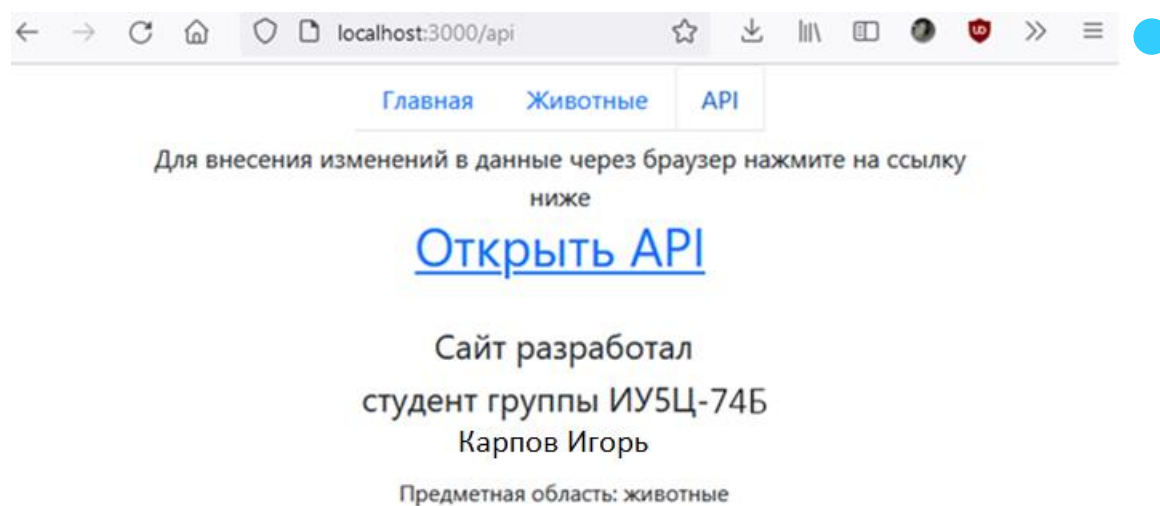 localhost:3000/api
Главная Животные API
Для внесения изменений в данные через браузер нажмите на ссылку
ниже
Открыть API
Сайт разработал
студент группы ИУ5Ц-74Б
Карпов Игорь
Предметная область: животные